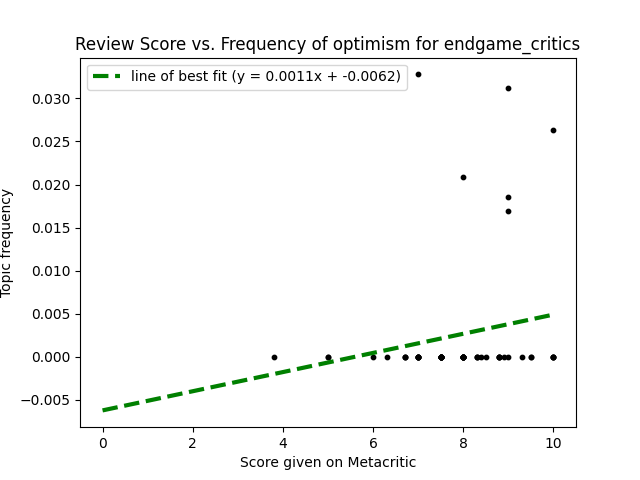 Review Score vs. Frequency of optimism for endgame_critics
line of best fit (y = 0.0011x + -0.0062)
Topic frequency
0.030
0.025
0.020
0.015
0.010
0.005
0.000
−0.005
0 2 4 6 8 10
Score given on Metacritic